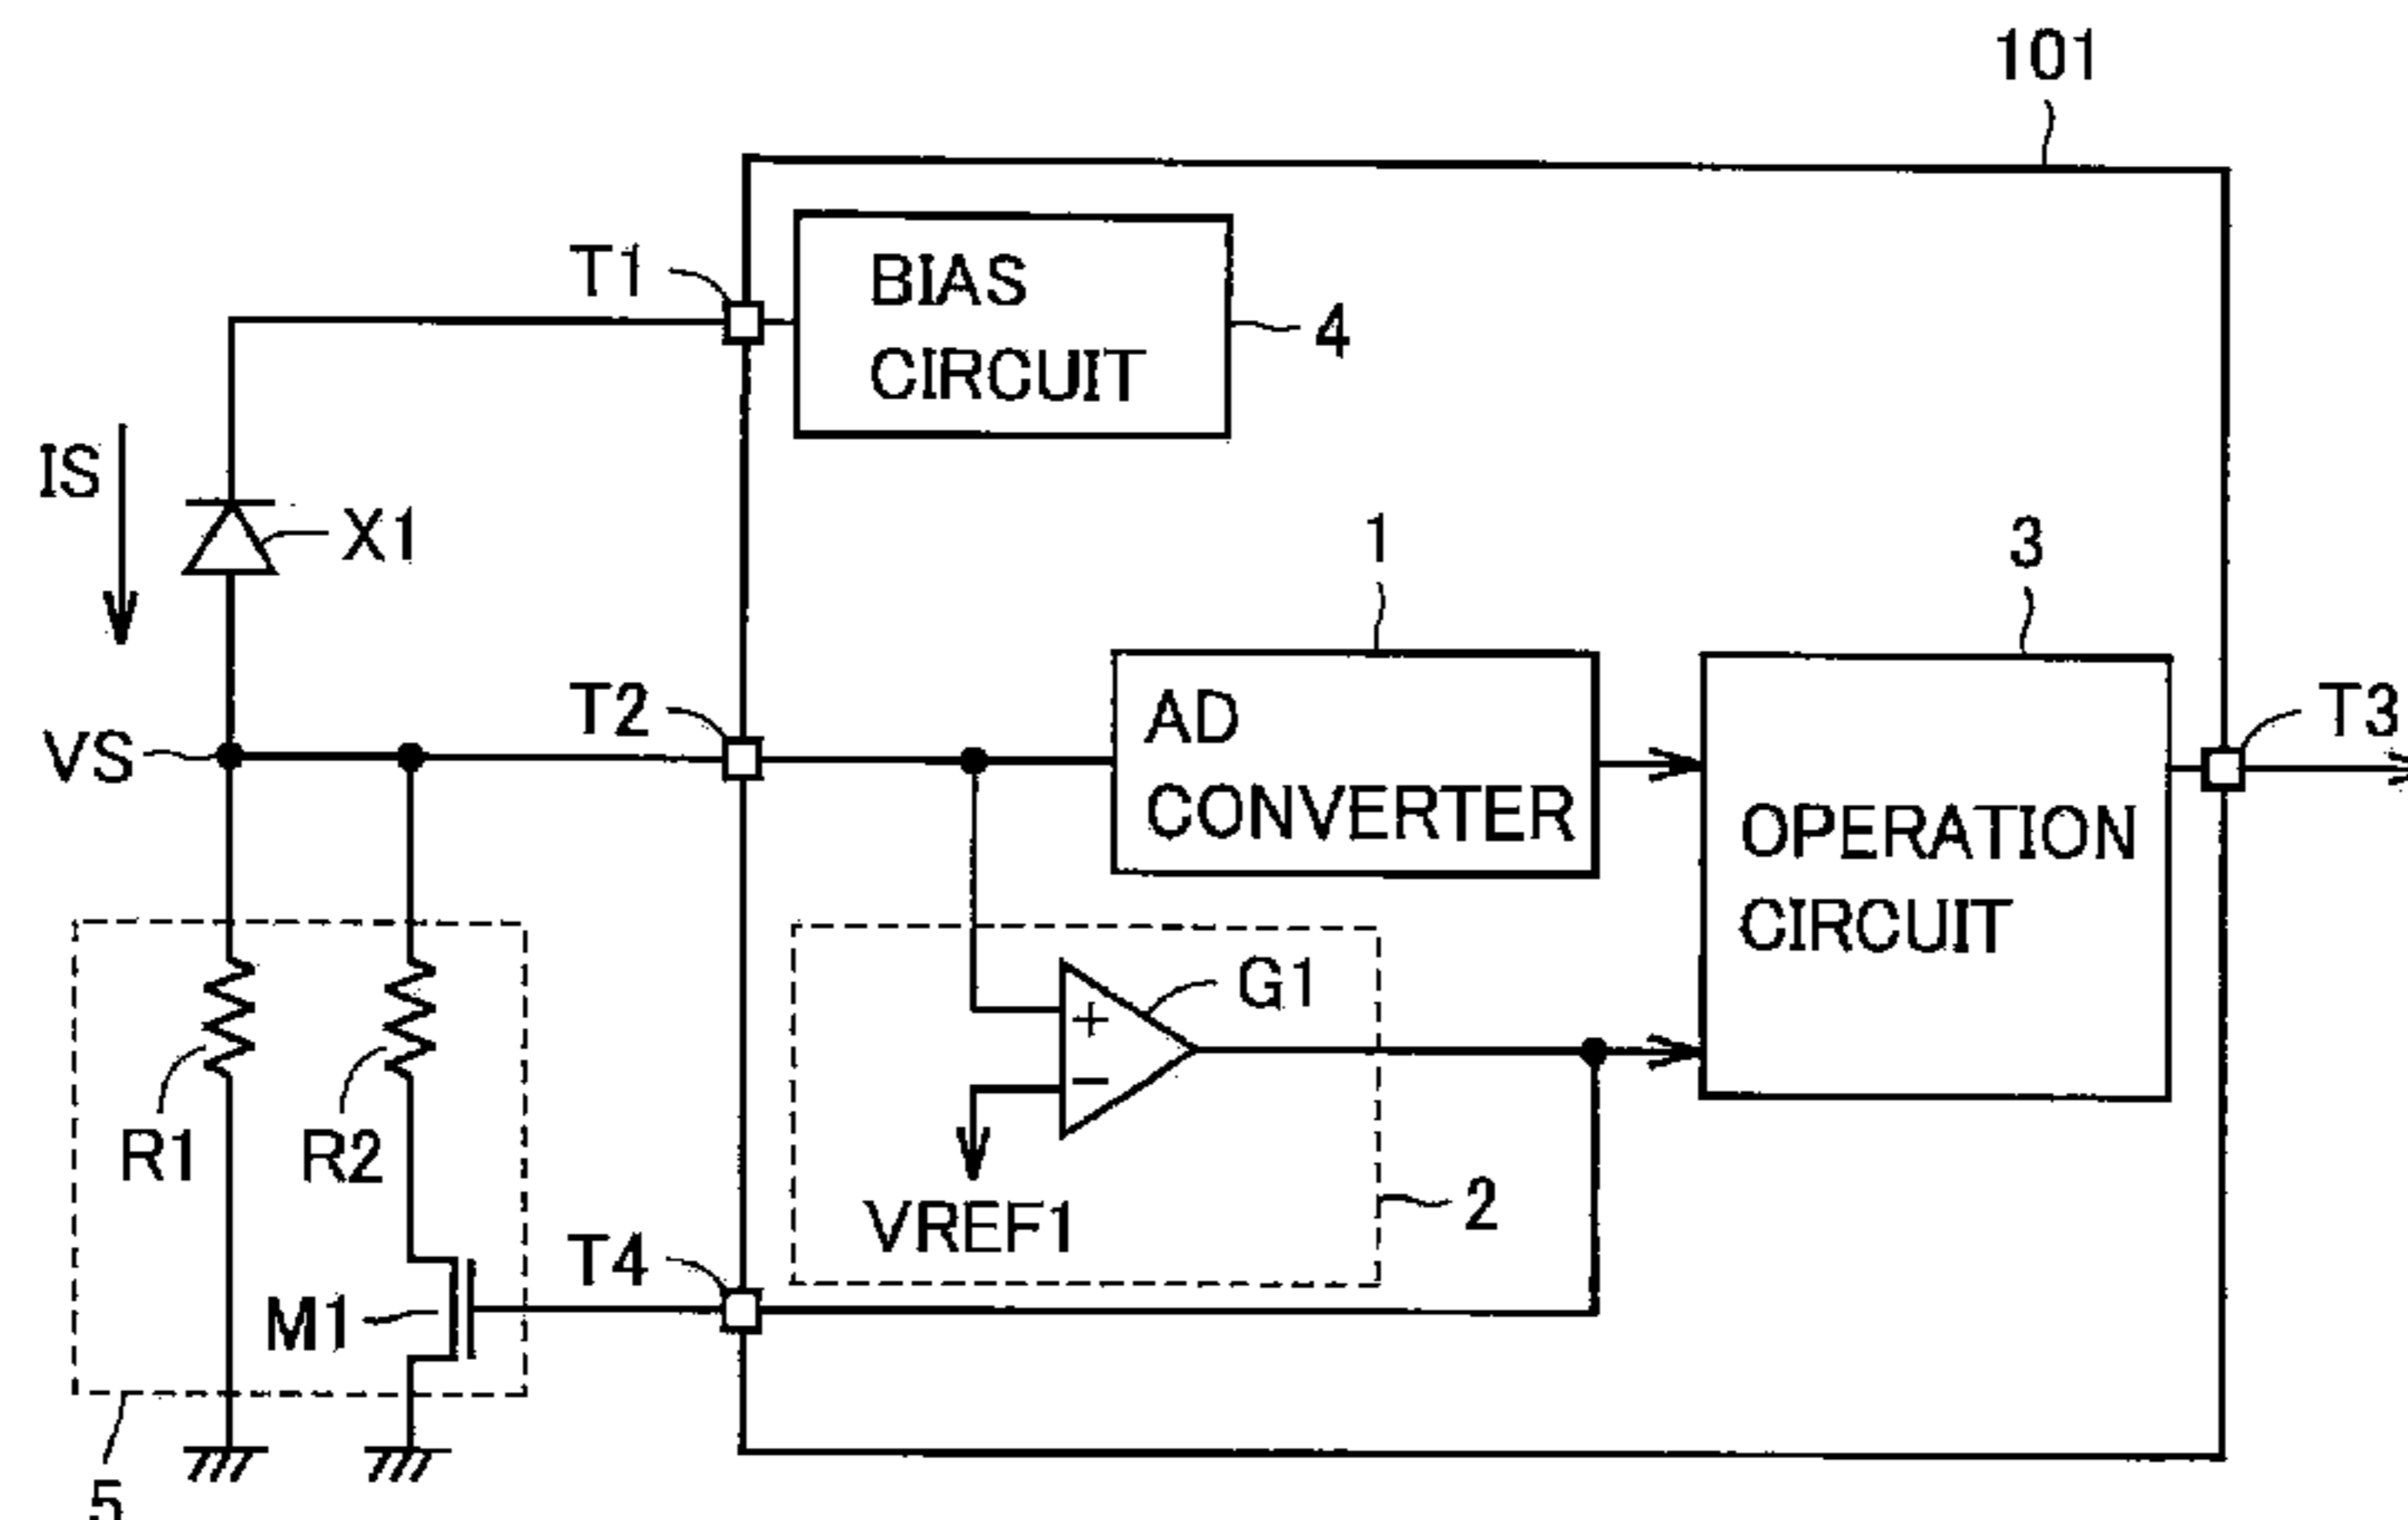 101
T1
BIAS
CIRCUIT
4
IS
X1
1
3
T2
AD
CONVERTER
T3
VS
OPERATION
CIRCUIT
G1
+
−
R1
R2
VREF1
2
T4
M1
5